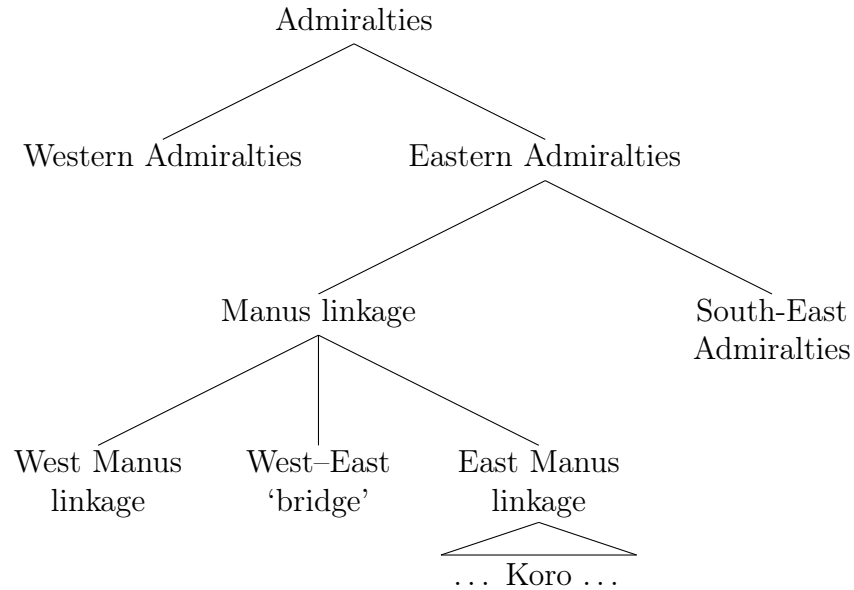 Admiralties
Western Admiralties
Eastern Admiralties
Manus linkage
South-East
Admiralties
West Manus
linkage
West–East
‘bridge’
East Manus
linkage
... Koro ...